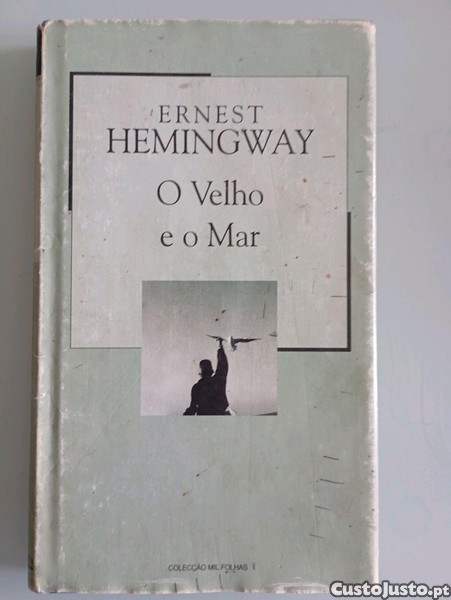 ERNEST
HEMINGWAY
O Velho
e o Mar
COLECÇÃO MIL FOLHAS
CustoJusto.pt